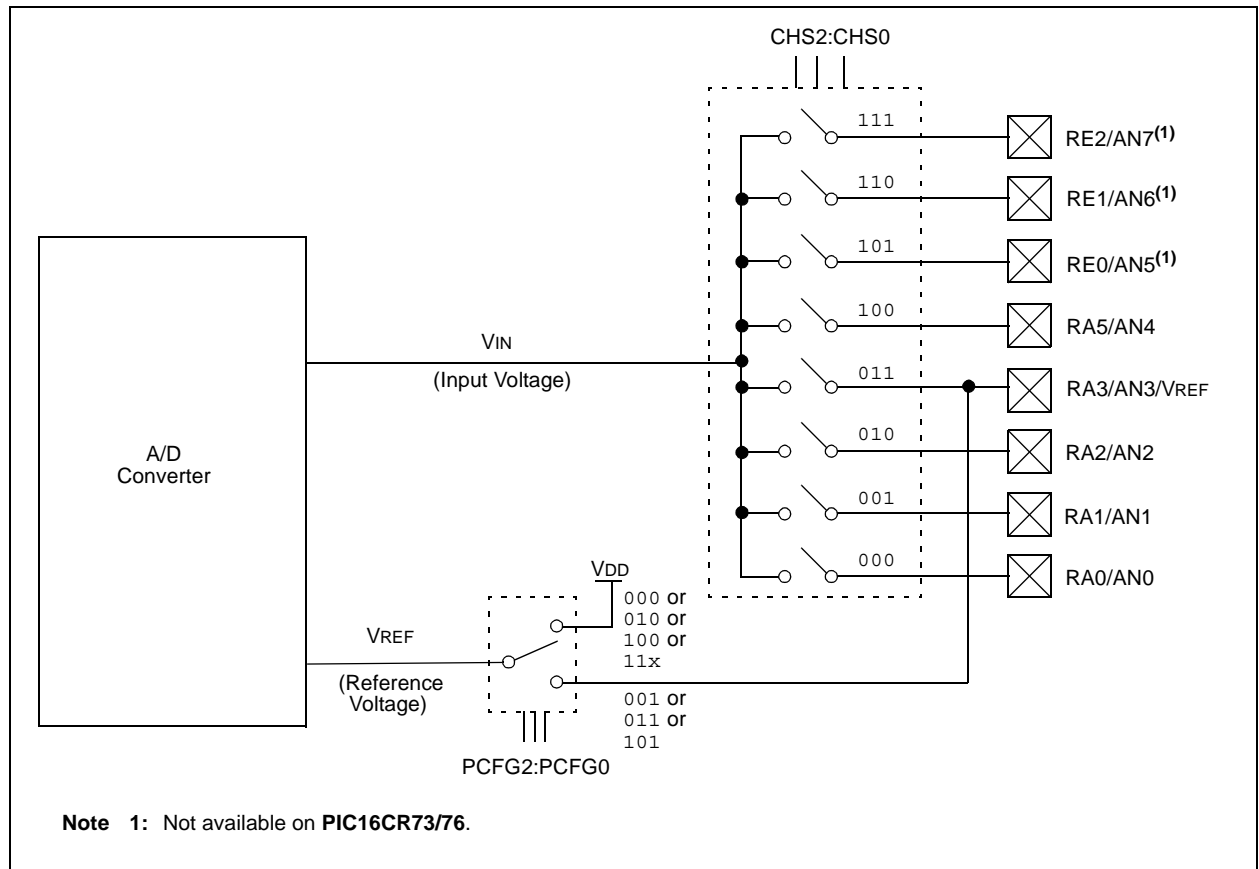 CHS2:CHS0
111
RE2/AN7(1)
110
RE1/AN6(1)
101
RE0/AN5(1)
100
RA5/AN4
VIN
(Input Voltage)
011
RA3/AN3/VREF
010
RA2/AN2
A/D
Converter
001
RA1/AN1
000
RA0/AN0
VDD
000 or
010 or
100 or
11x
VREF
(Reference
Voltage)
001 or
011 or
101
PCFG2:PCFG0
Note 1: Not available on PIC16CR73/76.